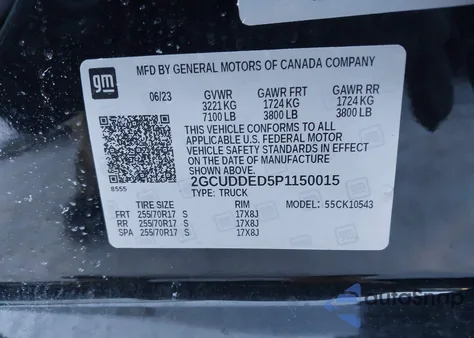 gm
MFD BY GENERAL MOTORS OF CANADA COMPANY
06/23 GVWR GAWR FRT GAWR RR
3221 KG 1724 KG 1724 KG
7100 LB 3800 LB 3800 LB
THIS VEHICLE CONFORMS TO ALL
APPLICABLE U.S. FEDERAL MOTOR
VEHICLE SAFETY STANDARDS IN EFFECT
ON THE DATE OF MANUFACTURE
SHOWN ABOVE.
8555 2GCUDDED5P1150015
TYPE: TRUCK MODEL: 55CK10543
TIRE SIZE RIM
FRT 255/70R17 S 17X8J
RR 255/70R17 S 17X8J
SPA 255/70R17 S 17X8J
autoSnap